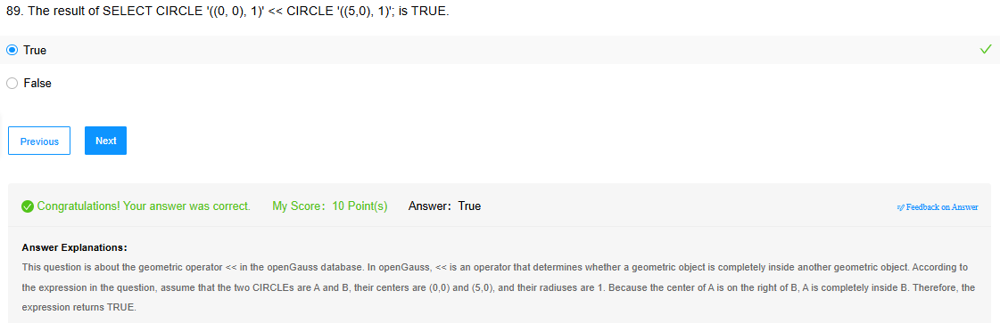 89. The result of SELECT CIRCLE '((0, 0), 1)' << CIRCLE '((5,0), 1)'; is TRUE.
True
False
Previous Next
Congratulations! Your answer was correct. My Score: 10 Point(s) Answer: True Feedback on Answer
Answer Explanations:
This question is about the geometric operator << in the openGauss database. In openGauss, << is an operator that determines whether a geometric object is completely inside another geometric object. According to
the expression in the question, assume that the two CIRCLEs are A and B, their centers are (0,0) and (5,0), and their radiuses are 1. Because the center of A is on the right of B, A is completely inside B. Therefore, the
expression returns TRUE.